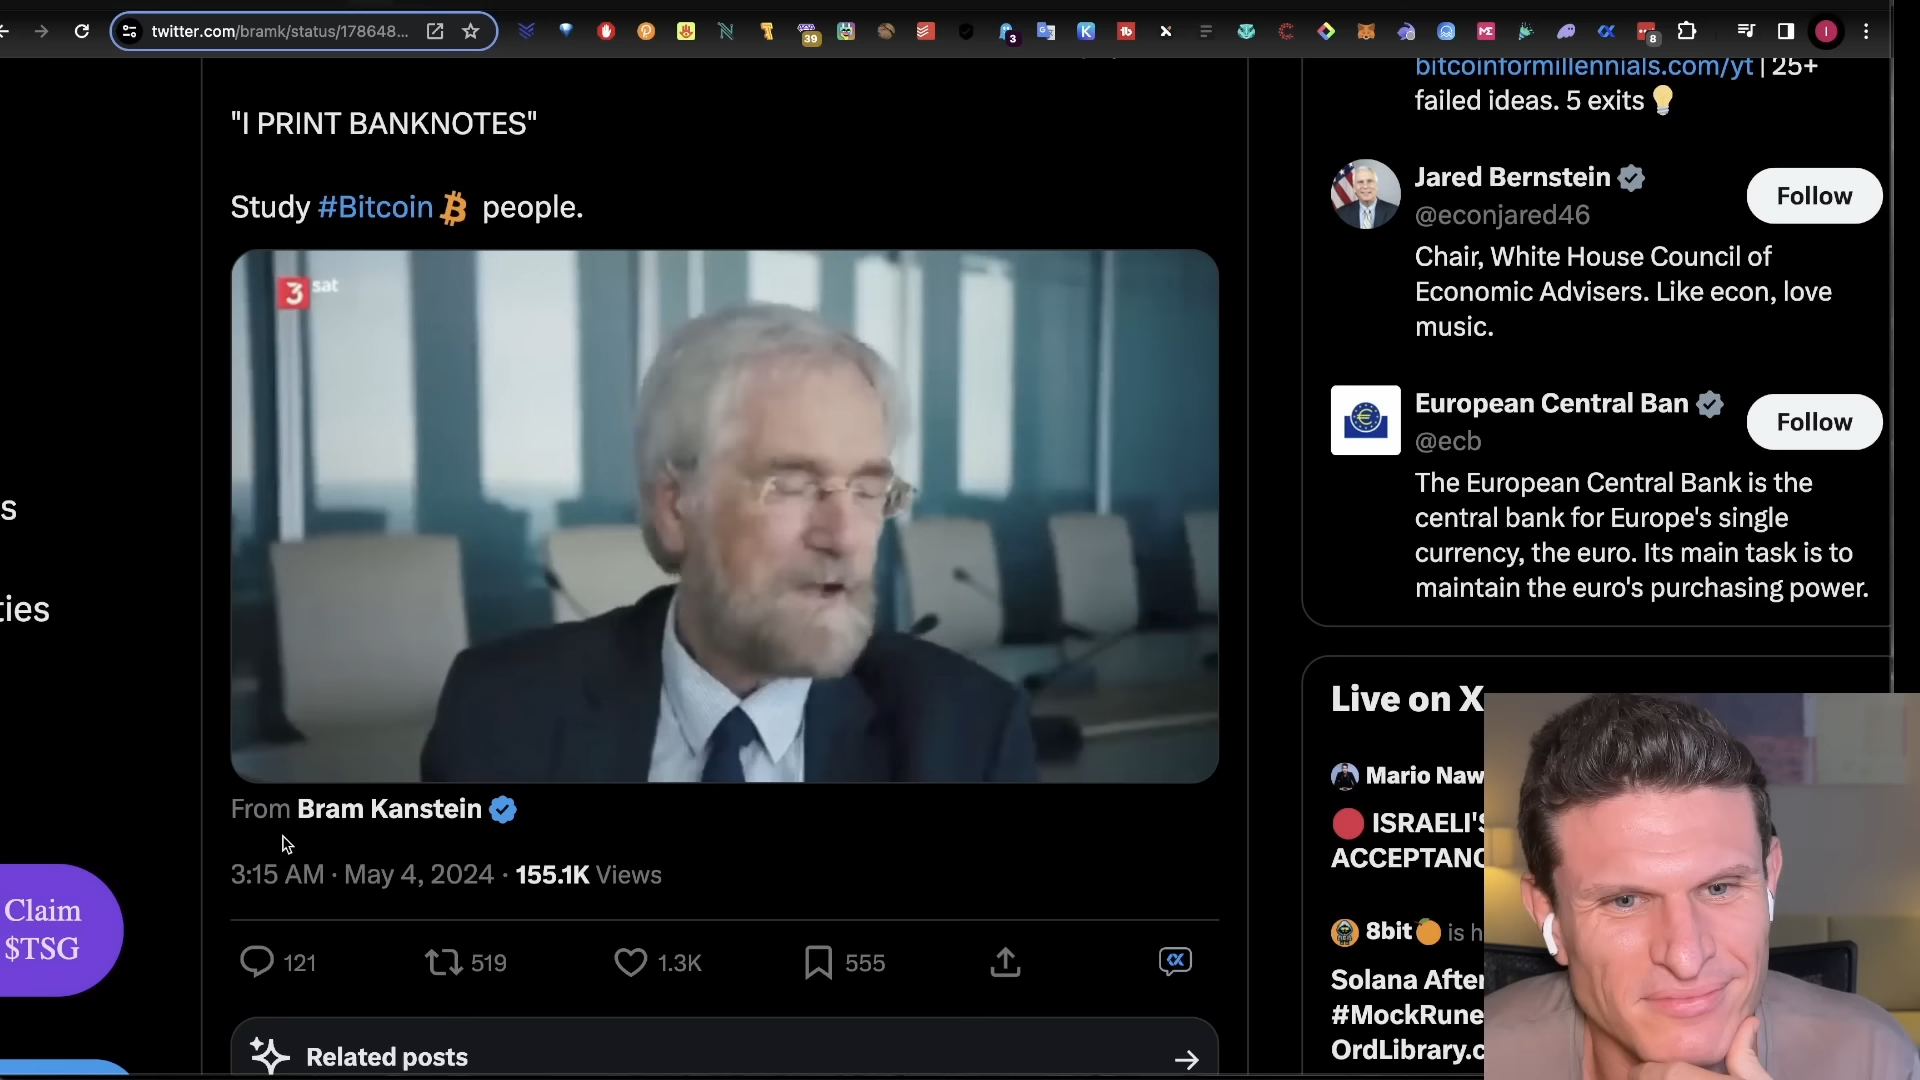 twitter.com/bramk/status/178648...
39
3
8
"I PRINT BANKNOTES"
Study #Bitcoin people.
3 sat
From Bram Kanstein
3:15 AM · May 4, 2024 · 155.1K Views
121 519 1.3K 555
Related posts
s
ties
Claim
$TSG
bitcoinformillennials.com/yt | 25+
failed ideas. 5 exits
Jared Bernstein
@econjared46
Follow
Chair, White House Council of
Economic Advisers. Like econ, love
music.
European Central Ban
@ecb
Follow
The European Central Bank is the
central bank for Europe's single
currency, the euro. Its main task is to
maintain the euro's purchasing power.
Live on X
Mario Naw
ISRAELI'S
ACCEPTANC
8bit is h
Solana After
#MockRune
OrdLibrary.c